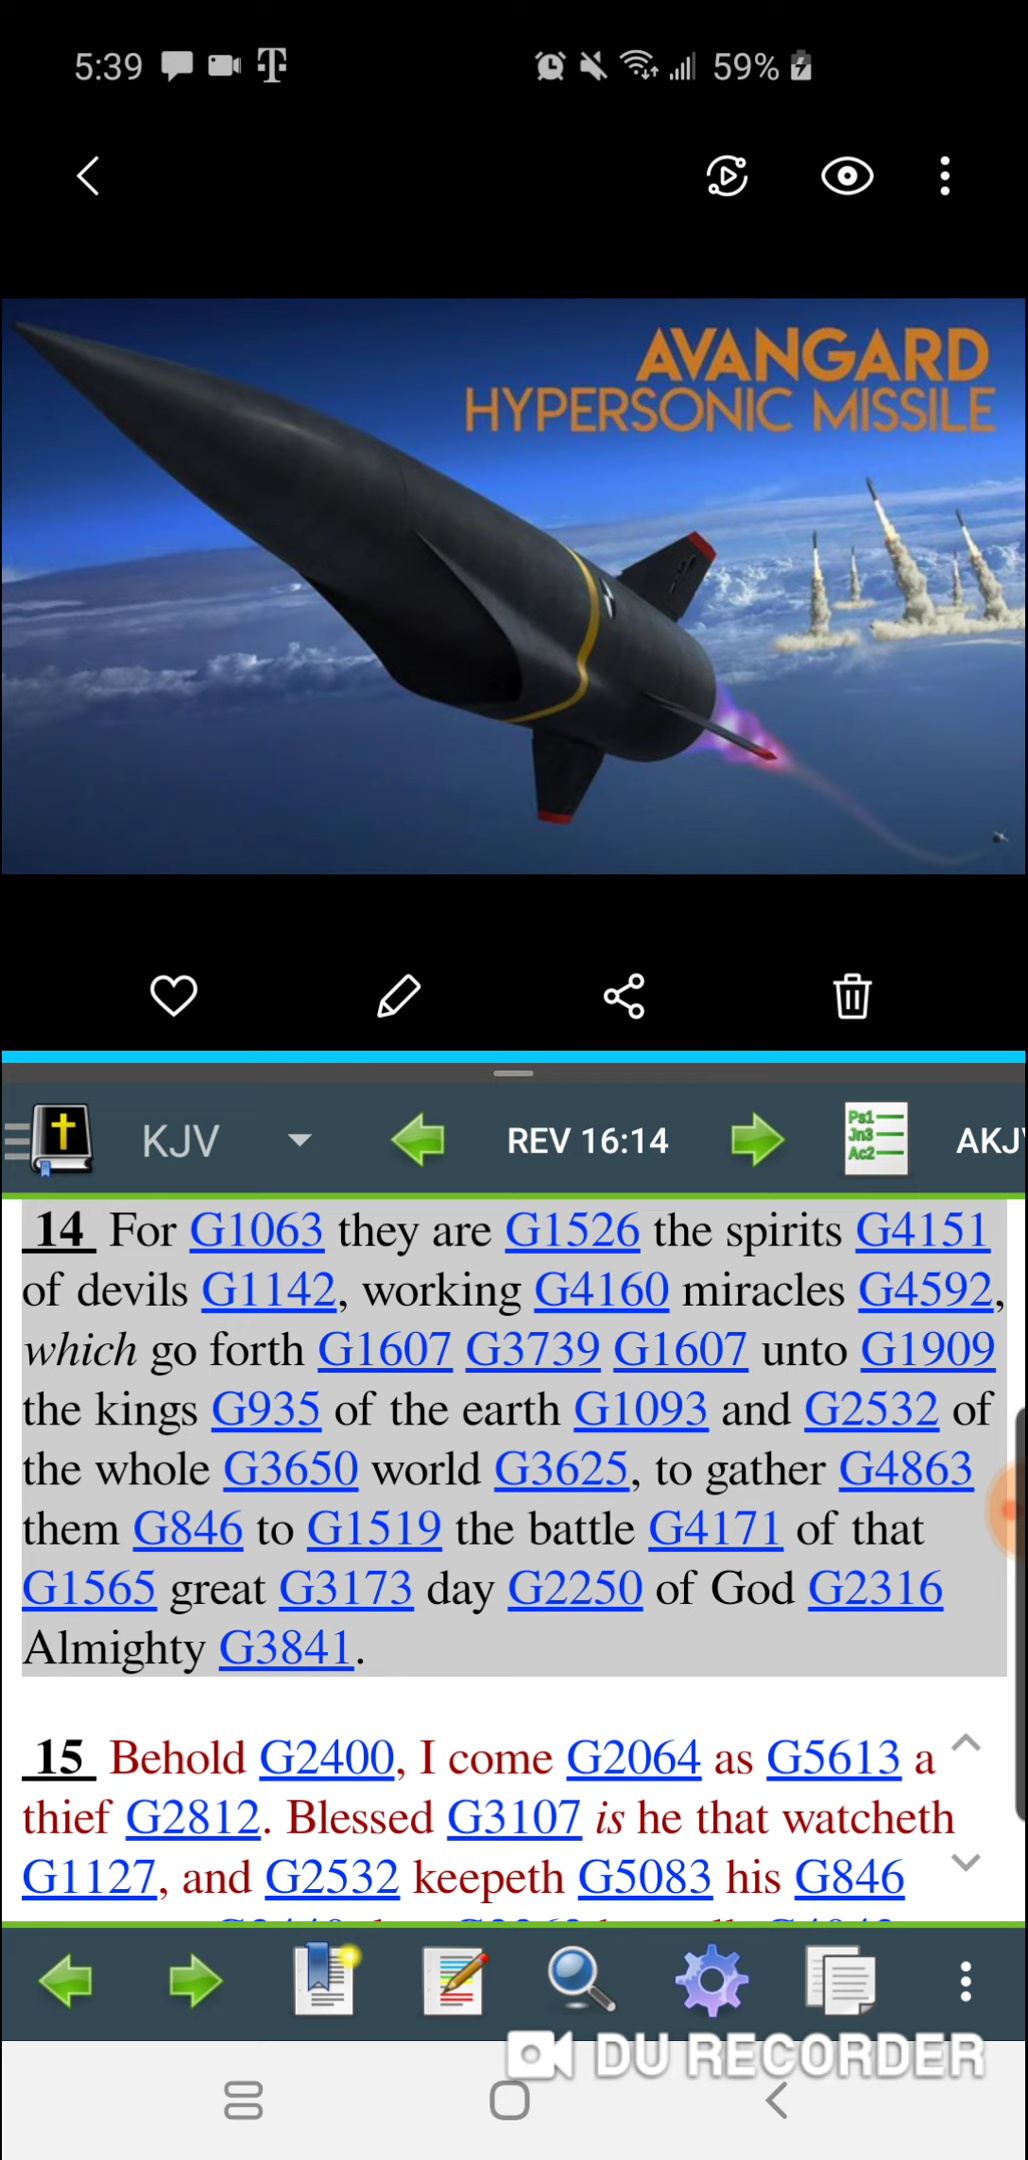 5:39
59%
AVANGARD
HYPERSONIC MISSILE
KJV
REV 16:14
Ps1
Jn3
Ac2
AKJV
14 For G1063 they are G1526 the spirits G4151
of devils G1142, working G4160 miracles G4592,
which go forth G1607 G3739 G1607 unto G1909
the kings G935 of the earth G1093 and G2532 of
the whole G3650 world G3625, to gather G4863
them G846 to G1519 the battle G4171 of that
G1565 great G3173 day G2250 of God G2316
Almighty G3841.
15 Behold G2400, I come G2064 as G5613 a
thief G2812. Blessed G3107 is he that watcheth
G1127, and G2532 keepeth G5083 his G846
DU RECORDER